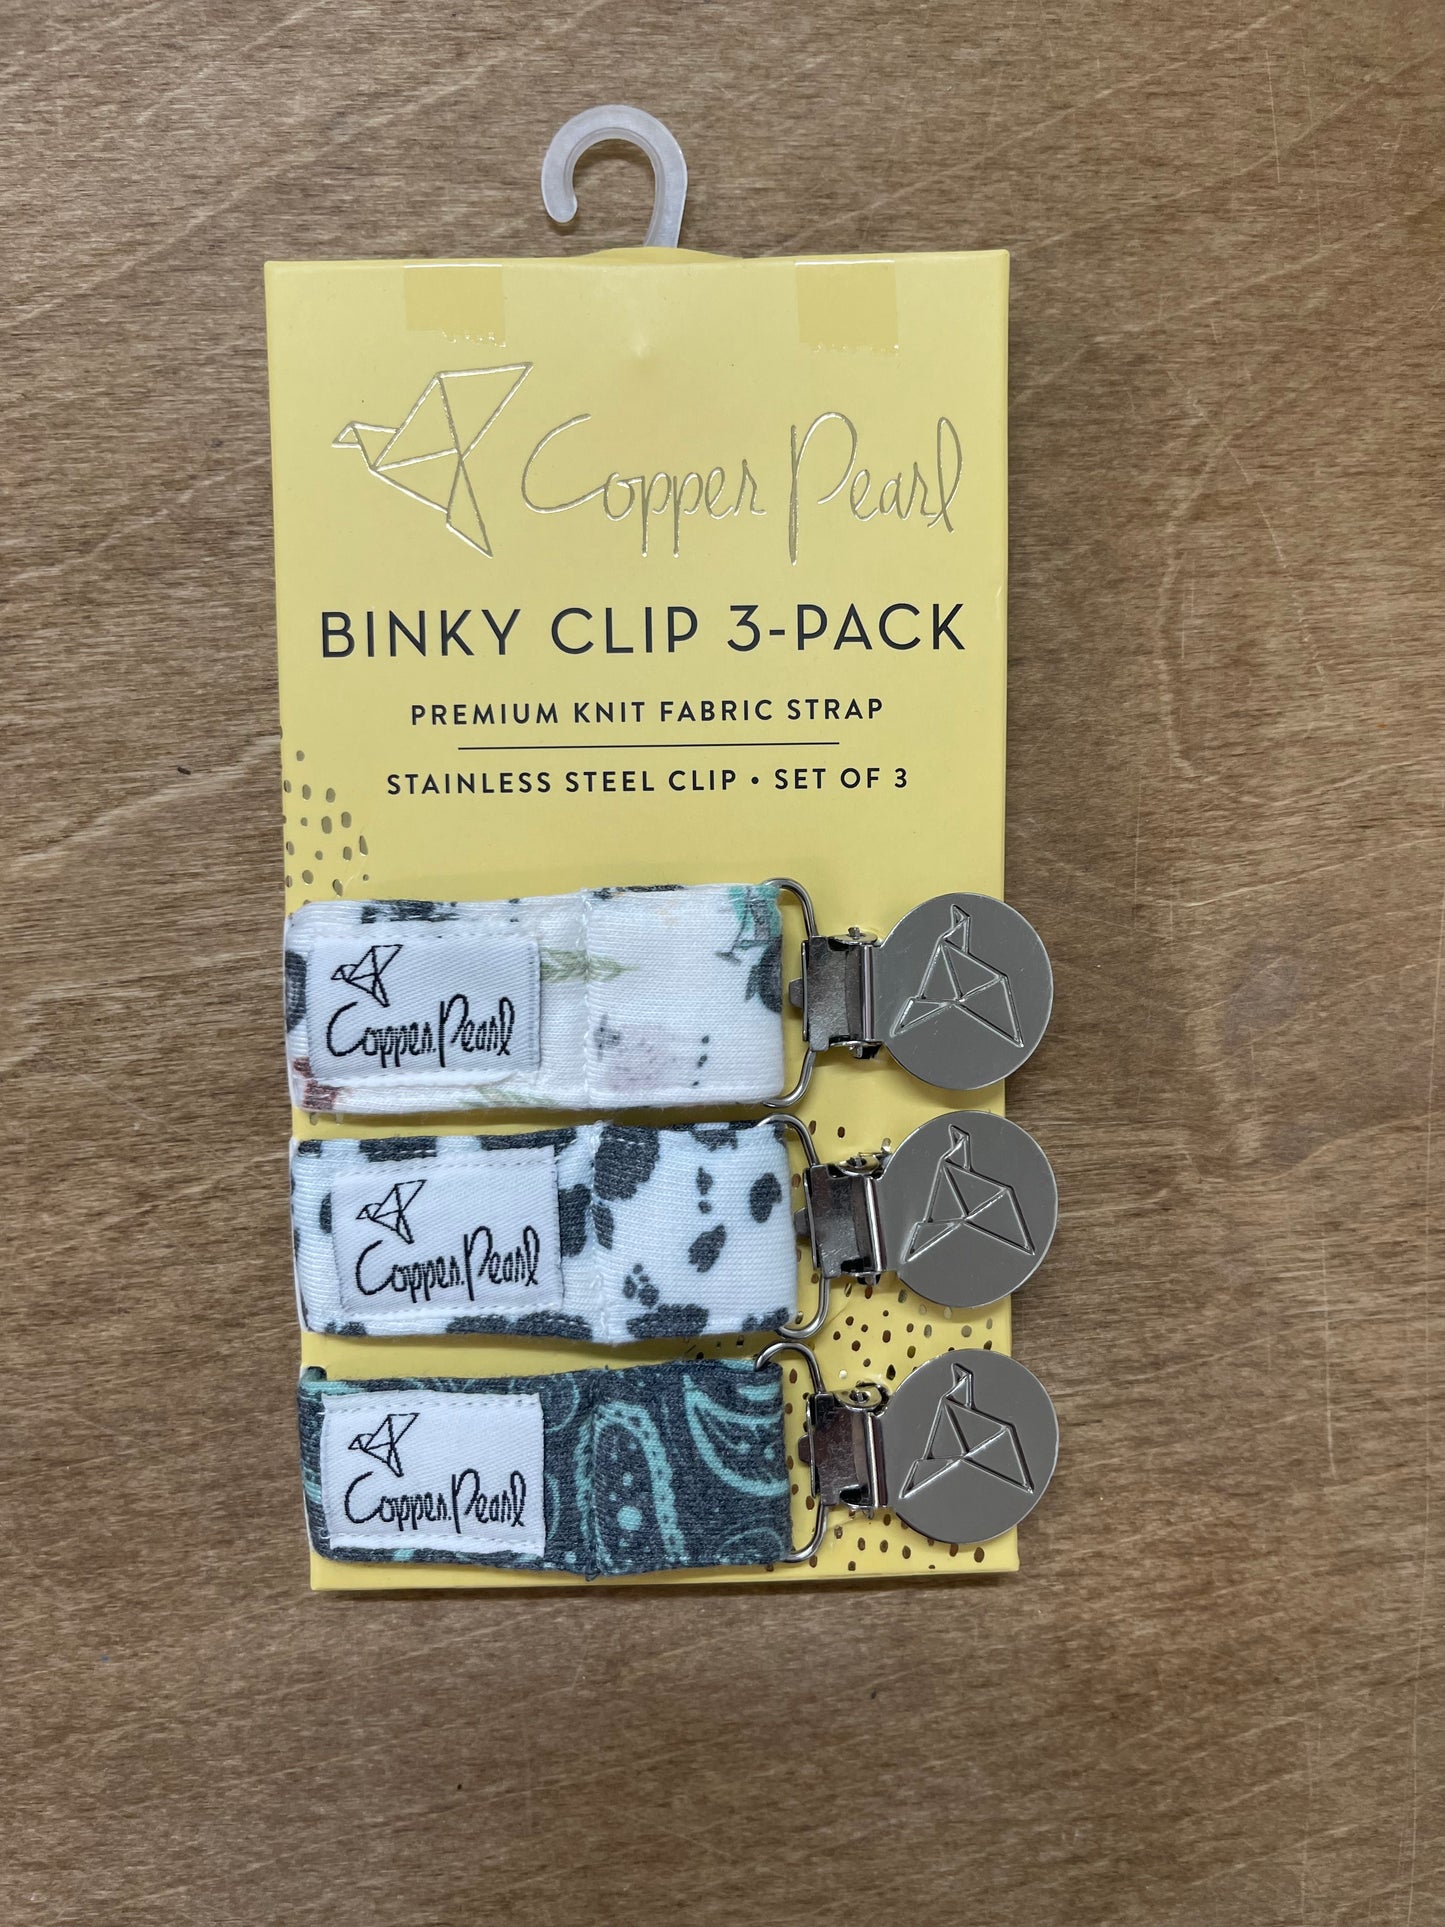 Copper Pearl
BINKY CLIP 3-PACK
PREMIUM KNIT FABRIC STRAP
STAINLESS STEEL CLIP • SET OF 3
Copper Pearl
Copper Pearl
Copper Pearl